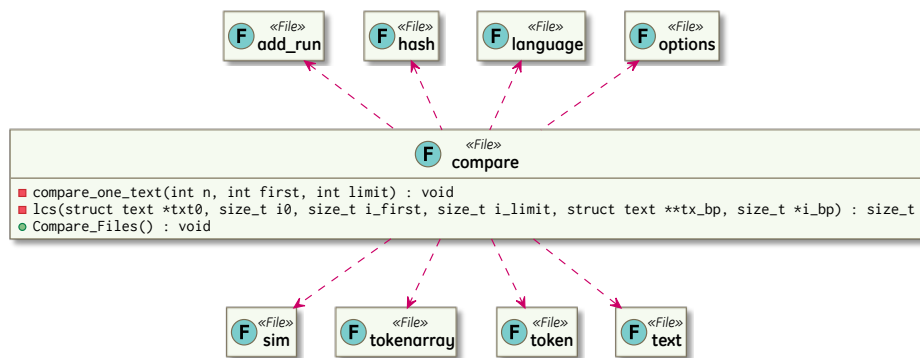 F «File» add_run
F «File» hash
F «File» language
F «File» options
F «File» compare
compare_one_text(int n, int first, int limit) : void
lcs(struct text *txt0, size_t i0, size_t i_first, size_t i_limit, struct text **tx_bp, size_t *i_bp) : size_t
Compare_Files() : void
F «File» sim
F «File» tokenarray
F «File» token
F «File» text